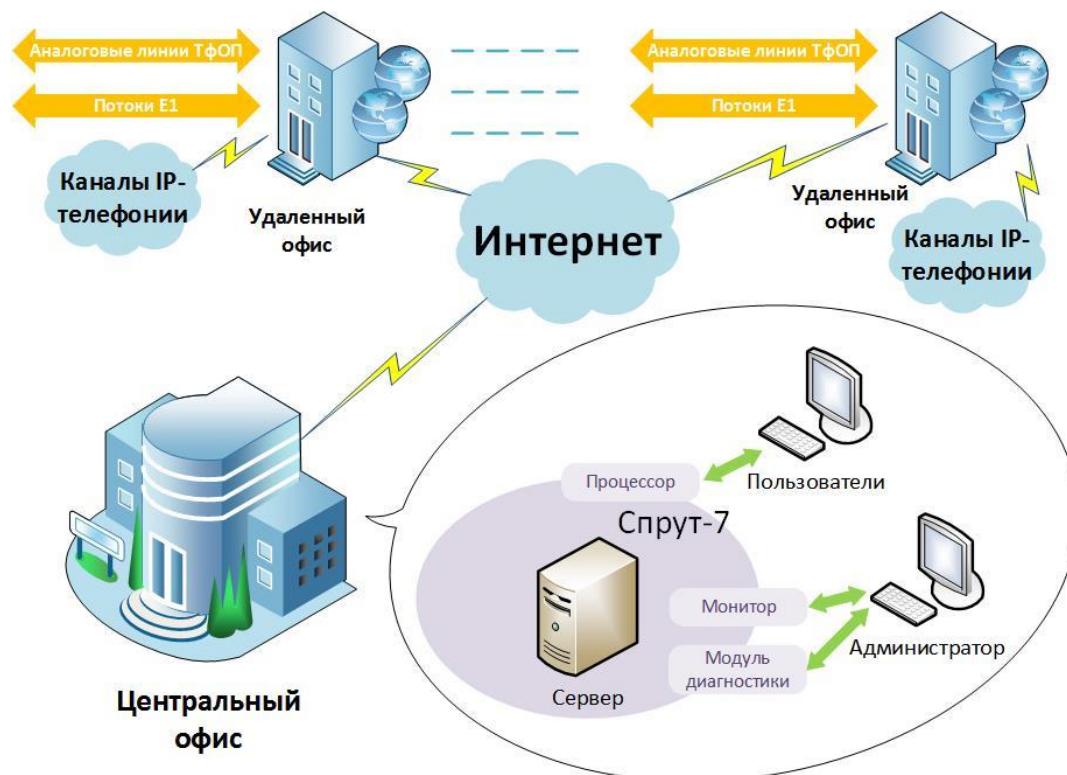 Аналоговые линии ТфОП
Потоки E1
Каналы IP-
телефонии
Удаленный
офис
Аналоговые линии ТфОП
Потоки E1
Удаленный
офис
Каналы IP-
телефонии
Интернет
Центральный
офис
Процессор
Пользователи
Спрут-7
Монитор
Администратор
Модуль
диагностики
Сервер